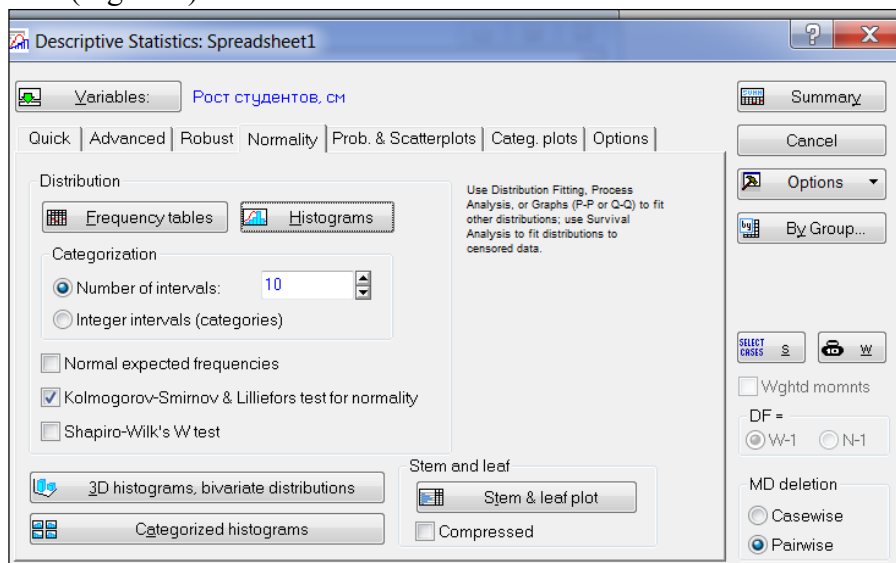 Descriptive Statistics: Spreadsheet1
Variables: Рост студентов, см
Summary
Quick Advanced Robust Normality Prob. & Scatterplots Categ. plots Options
Cancel
Distribution
Frequency tables Histograms
Use Distribution Fitting, Process
Analysis, or Graphs (P-P or Q-Q) to fit
other distributions; use Survival
Analysis to fit distributions to
censored data.
Options
By Group...
Categorization
Number of intervals: 10
Integer intervals (categories)
Normal expected frequencies
Kolmogorov-Smirnov & Lilliefors test for normality
Shapiro-Wilk's W test
SELECT
CASES S W
Wghtd momnts
DF =
W-1 N-1
3D histograms, bivariate distributions
Categorized histograms
Stem and leaf
Stem & leaf plot
Compressed
MD deletion
Casewise
Pairwise